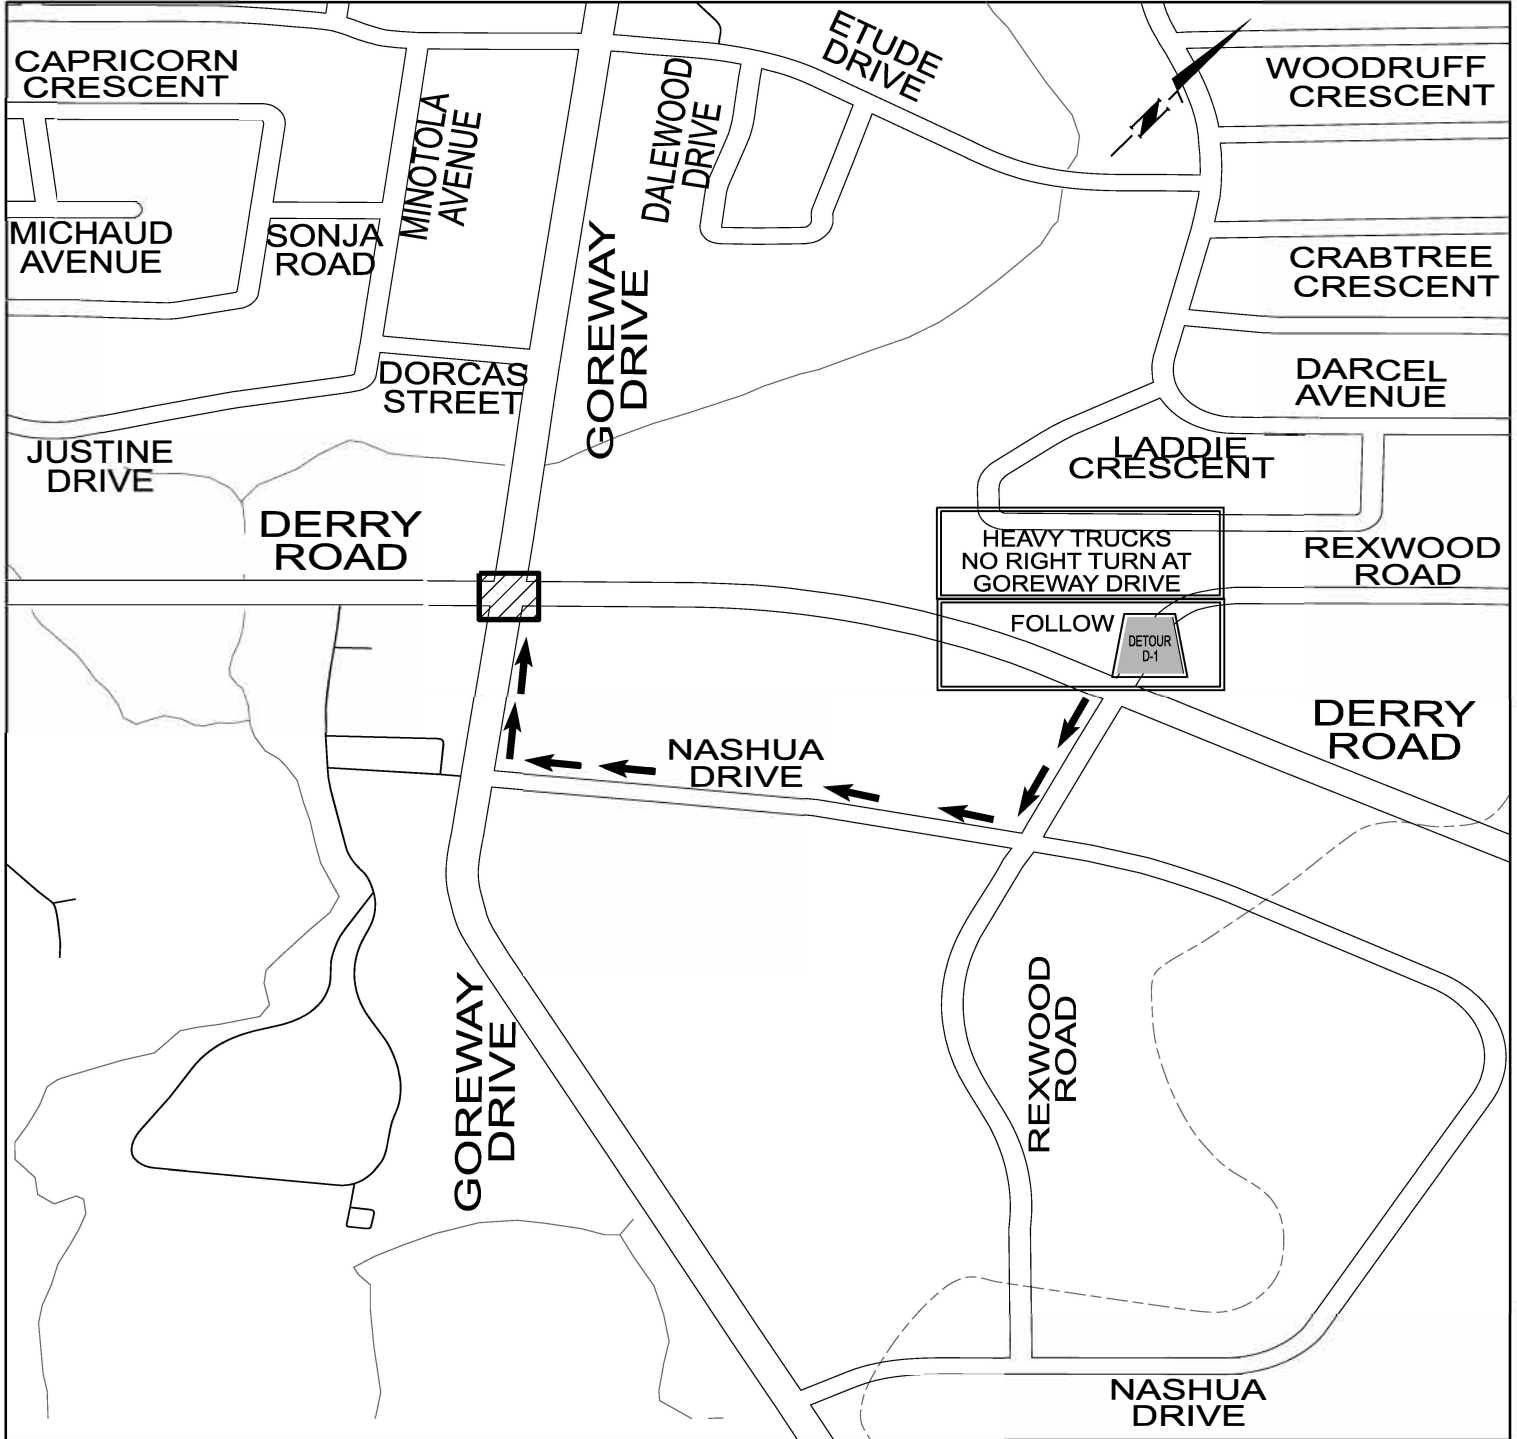 ETUDE
DRIVE
CAPRICORN
CRESCENT
WOODRUFF
CRESCENT
MINOTOLA
AVENUE
DALEWOOD
DRIVE
N
MICHAUD
AVENUE
SONJA
ROAD
GOREWAY
DRIVE
CRABTREE
CRESCENT
DORCAS
STREET
DARCEL
AVENUE
JUSTINE
DRIVE
LADDIE
CRESCENT
DERRY
ROAD
HEAVY TRUCKS
NO RIGHT TURN AT
GOREWAY DRIVE
REXWOOD
ROAD
FOLLOW
DETOUR
D-1
DERRY
ROAD
NASHUA
DRIVE
GOREWAY
DRIVE
REXWOOD
ROAD
NASHUA
DRIVE